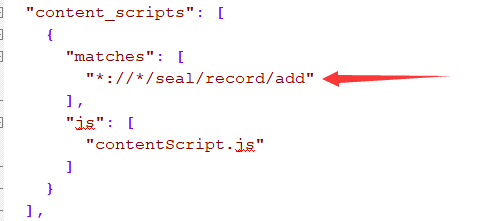 "content_scripts": [
{
"matches": [
"*://*/seal/record/add"
],
"js": [
"contentScript.js"
]
}
],